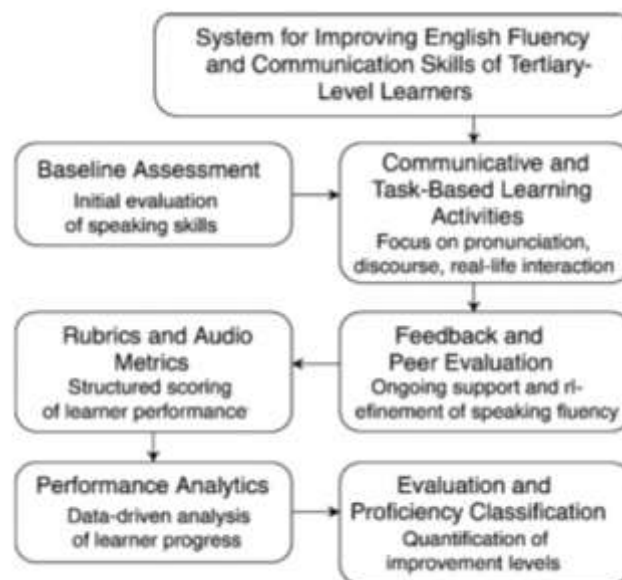 System for Improving English Fluency
and Communication Skills of Tertiary-
Level Learners
Baseline Assessment
Initial evaluation
of speaking skills
Communicative and
Task-Based Learning
Activities
Focus on pronunciation,
discourse, real-life interaction
Feedback and
Peer Evaluation
Ongoing support and rl-
efinement of speaking fluency
Rubrics and Audio
Metrics
Structured scoring
of learner performance
Performance Analytics
Data-driven analysis
of learner progress
Evaluation and
Proficiency Classification
Quantification of
improvement levels